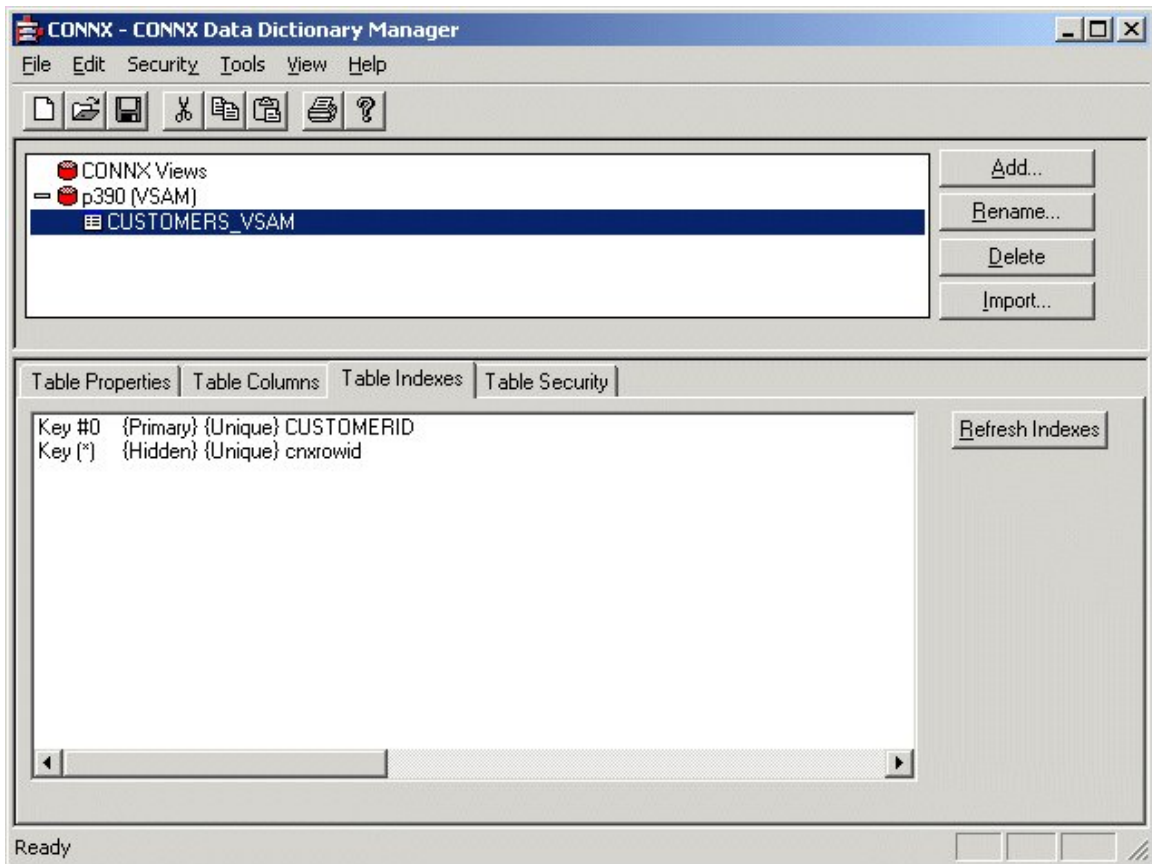 CONNX - CONNX Data Dictionary Manager
File Edit Security Tools View Help
CONNX Views
p390 (VSAM)
CUSTOMERS_VSAM
Add...
Rename...
Delete
Import...
Table Properties Table Columns Table Indexes Table Security
Key #0 {Primary} {Unique} CUSTOMERID
Key (*) {Hidden} {Unique} cnxrowid
Refresh Indexes
Ready